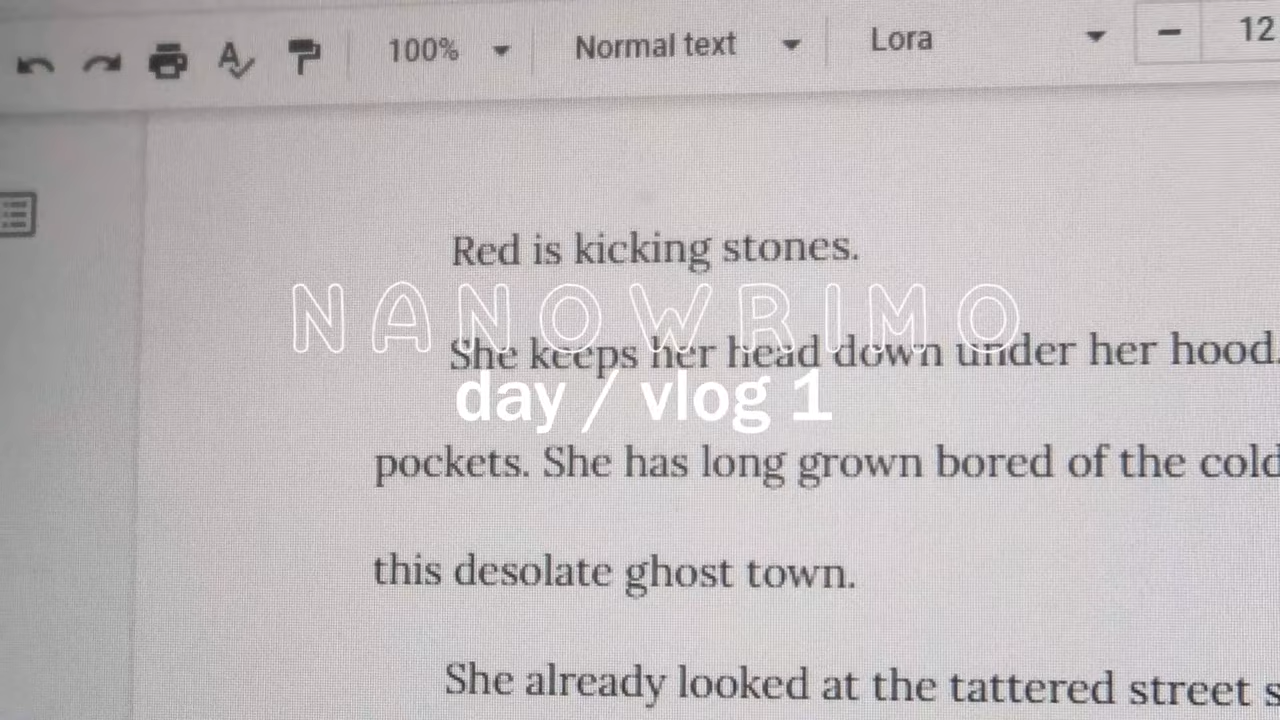 100% Normal text Lora 12
Red is kicking stones.
NANOWRIMO
She keeps her head down under her hood,
day / vlog 1
pockets. She has long grown bored of the cold
this desolate ghost town.
She already looked at the tattered street s